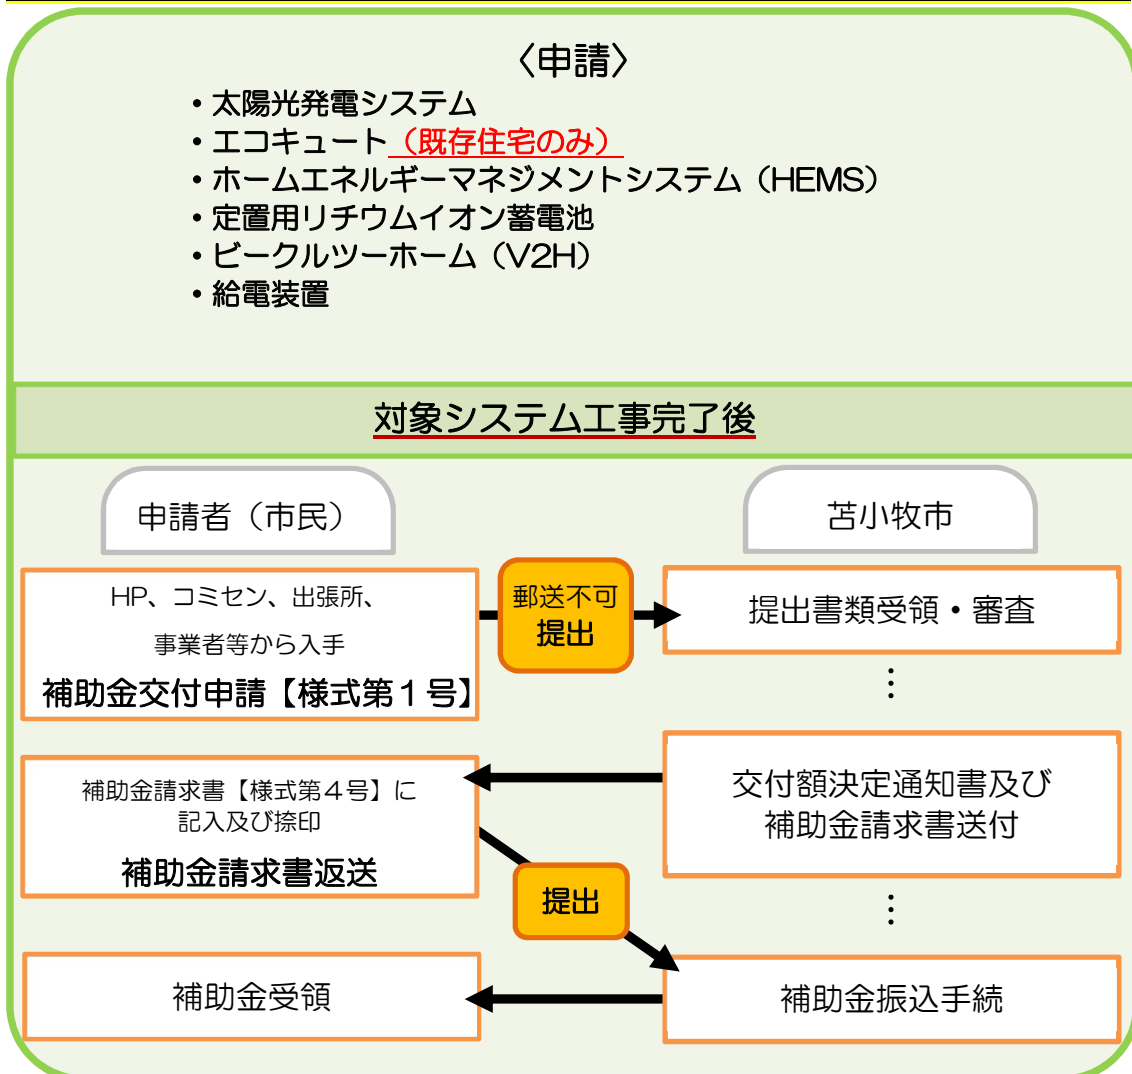 〈申請〉
・太陽光発電システム
・エコキュート（既存住宅のみ）
・ホームエネルギーマネジメントシステム（HEMS）
・定置用リチウムイオン蓄電池
・ビークルツーホーム（V2H）
・給電装置
対象システム工事完了後
申請者（市民）
苫小牧市
HP、コミセン、出張所、
事業者等から入手
補助金交付申請【様式第１号】
郵送不可
提出
提出書類受領・審査
…
補助金請求書【様式第４号】に
記入及び捺印
補助金請求書返送
交付額決定通知書及び
補助金請求書送付
提出
…
補助金受領
補助金振込手続